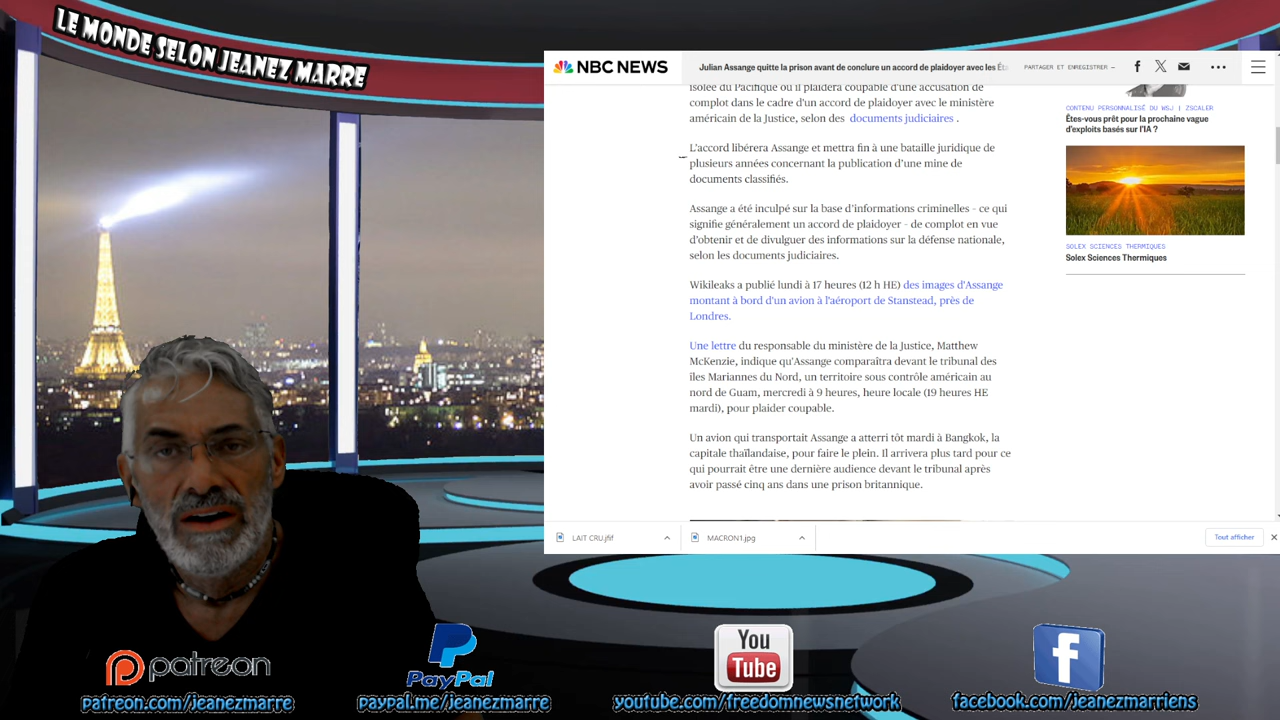 LE MONDE SELON JEANEZ MARRE
NBC NEWS
Julian Assange quitte la prison avant de conclure un accord de plaidoyer avec les
PARTAGER ET ENREGISTRER —
isolée du Pacifique où il plaidera coupable d'une accusation de
complot dans le cadre d'un accord de plaidoyer avec le ministère
américain de la Justice, selon des documents judiciaires .
L'accord libérera Assange et mettra fin à une bataille juridique de
plusieurs années concernant la publication d'une mine de
documents classifiés.
Assange a été inculpé sur la base d'informations criminelles - ce qui
signifie généralement un accord de plaidoyer - de complot en vue
d'obtenir et de divulguer des informations sur la défense nationale,
selon les documents judiciaires.
Wikileaks a publié lundi à 17 heures (12 h HE) des images d'Assange
montant à bord d'un avion à l'aéroport de Stanstead, près de
Londres.
Une lettre du responsable du ministère de la Justice, Matthew
McKenzie, indique qu'Assange comparaîtra devant le tribunal des
îles Mariannes du Nord, un territoire sous contrôle américain au
nord de Guam, mercredi à 9 heures, heure locale (19 heures HE
mardi), pour plaider coupable.
Un avion qui transportait Assange a atterri tôt mardi à Bangkok, la
capitale thaïlandaise, pour faire le plein. Il arrivera plus tard pour ce
qui pourrait être une dernière audience devant le tribunal après
avoir passé cinq ans dans une prison britannique.
CONTENU PERSONNALISÉ DU WSJ | ZSCALER
Êtes-vous prêt pour la prochaine vague
d'exploits basés sur l'IA ?
SOLEX SCIENCES THERMIQUES
Solex Sciences Thermiques
LAIT CRU.jfif
MACRON1.jpg
Tout afficher
patreon
PayPal
You
Tube
patreon.com/jeanezmarre
paypal.me/jeanezmarre
youtube.com/freedomnewsnetwork
facebook.com/jeanezmarriens